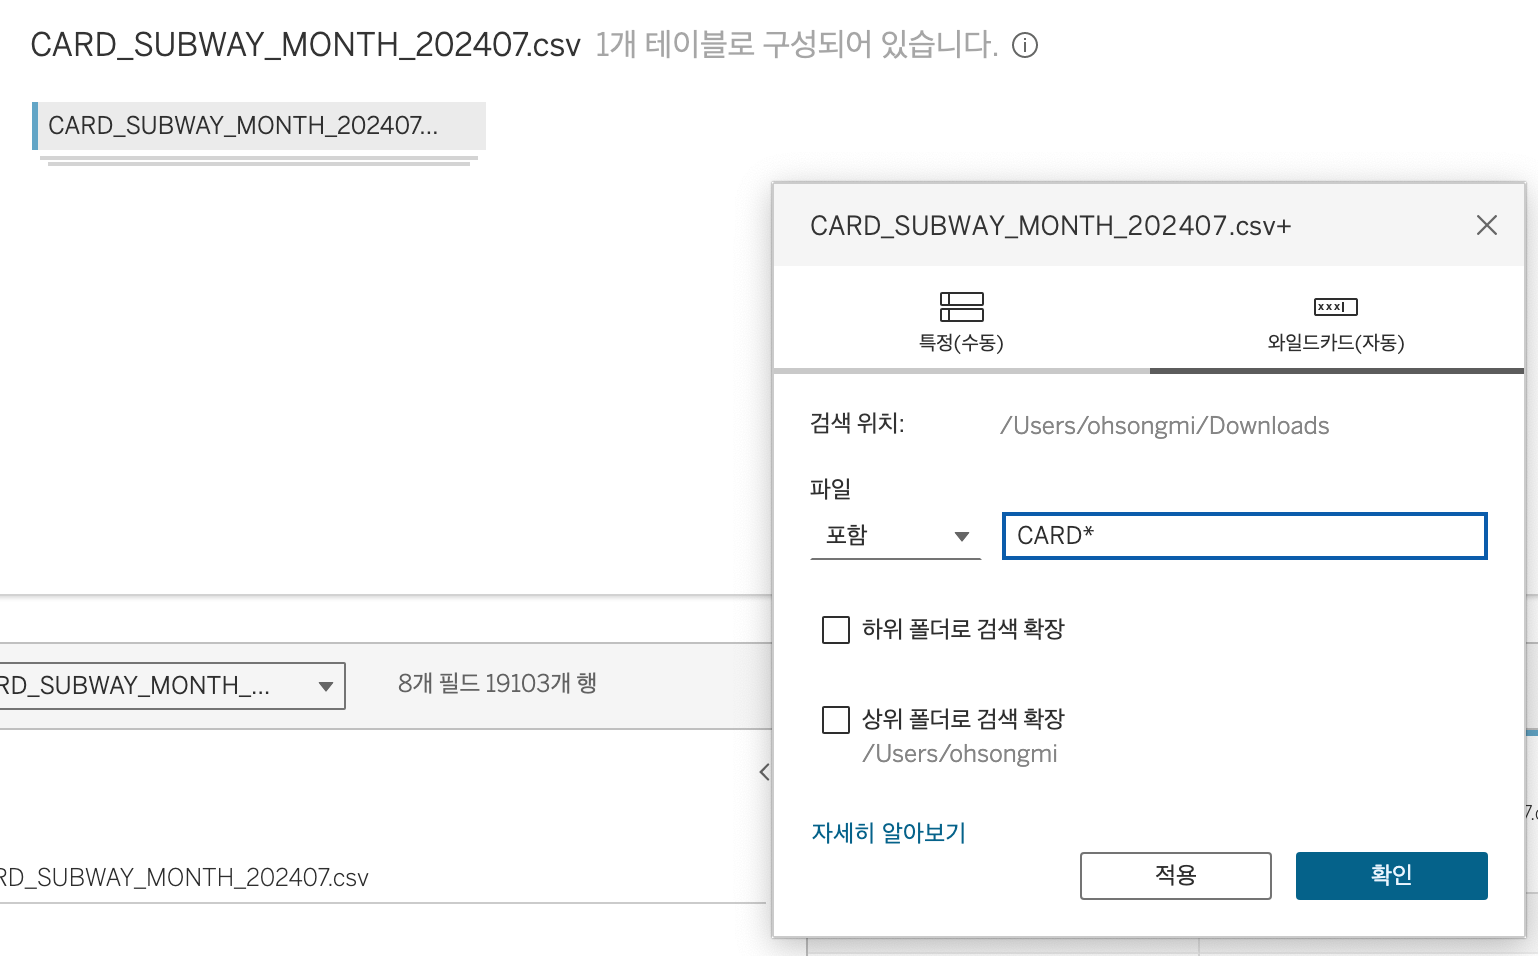 CARD_SUBWAY_MONTH_202407.csv 1개 테이블로 구성되어 있습니다.
CARD_SUBWAY_MONTH_202407...
CARD_SUBWAY_MONTH_202407.csv+
특정(수동)
xxx
와일드카드(자동)
검색 위치: /Users/ohsongmi/Downloads
파일
포함 CARD*
하위 폴더로 검색 확장
상위 폴더로 검색 확장
/Users/ohsongmi
자세히 알아보기
적용 확인
RD_SUBWAY_MONTH_... 8개 필드 19103개 행
RD_SUBWAY_MONTH_202407.csv